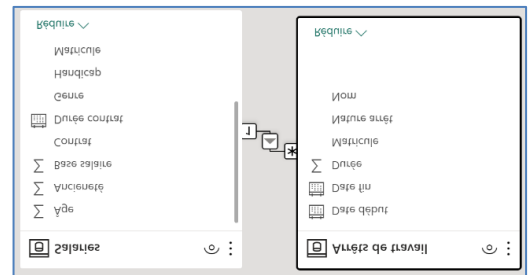 Salariés
Âge
Ancieneté
Base salaire
Contrat
Durée contrat
Genre
Handicap
Matricule
Réduire
1
*
Arrêts de travail
Date début
Date fin
Durée
Matricule
Nature arrêt
Nom
Réduire